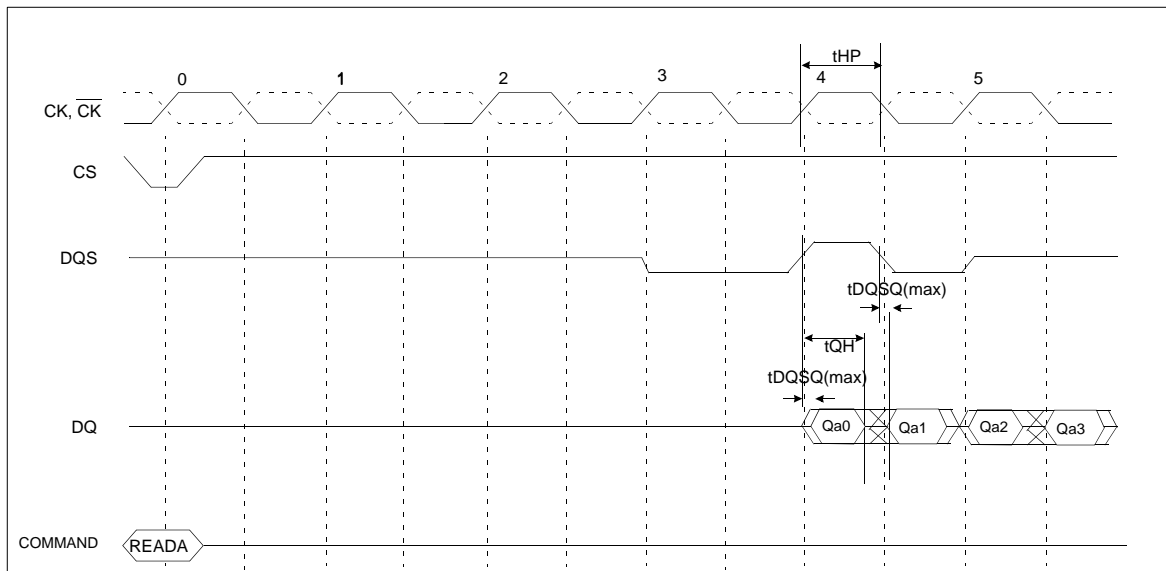 tHP
0 1 2 3 4 5
CK, CK
CS
DQS
tDQSQ(max)
tQH
tDQSQ(max)
DQ Qa0 Qa1 Qa2 Qa3
COMMAND READA